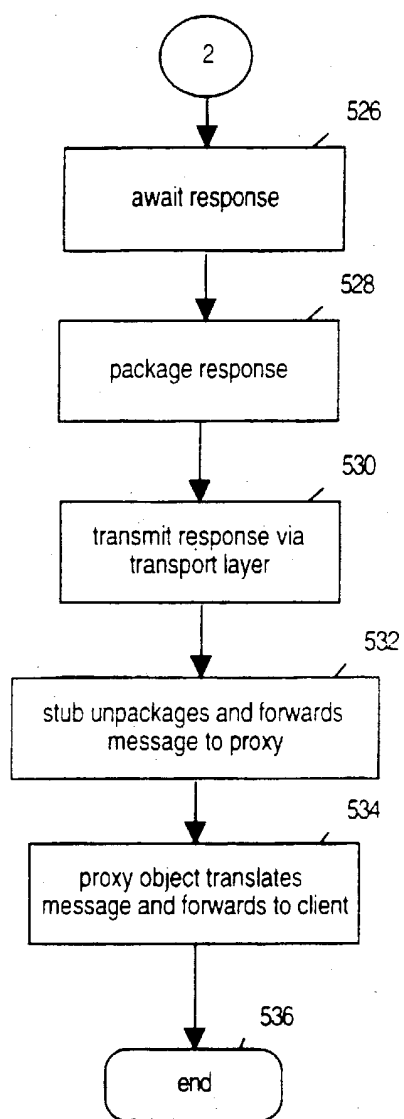 2
526
await response
528
package response
530
transmit response via
transport layer
532
stub unpackages and forwards
message to proxy
534
proxy object translates
message and forwards to client
536
end